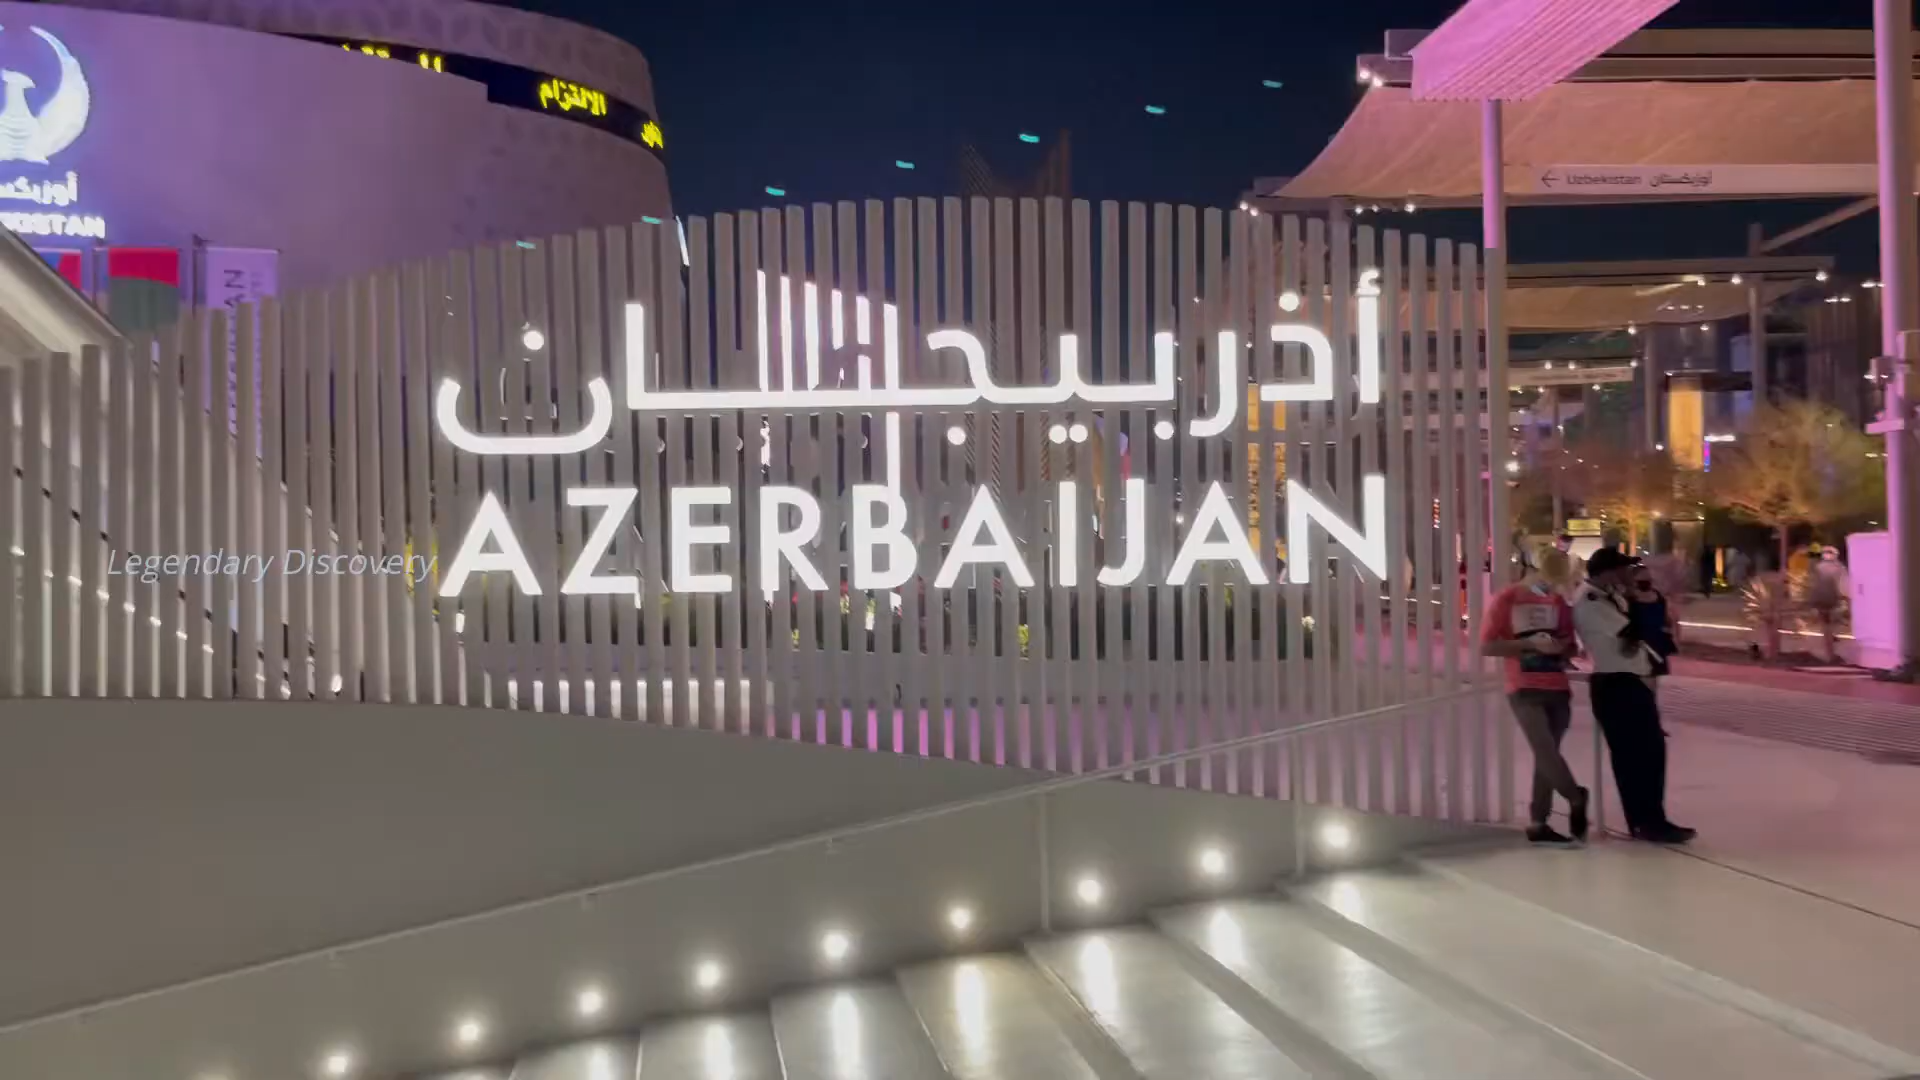 الالتزام
أوزبكستان
← Uzbekistan أوزبكستان
أذربيجان
AZERBAIJAN
Legendary Discovery